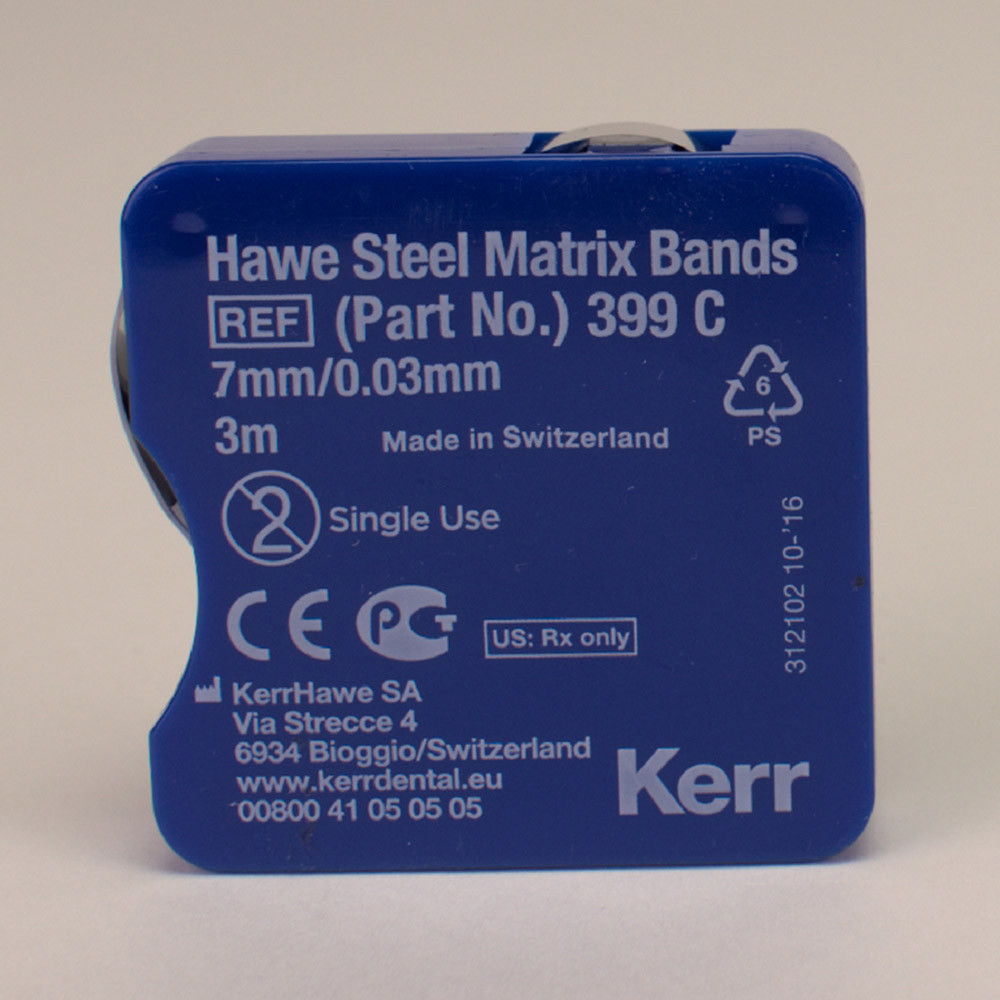 Hawe Steel Matrix Bands
REF (Part No.) 399 C
7mm/0.03mm
3m
Made in Switzerland
6
PS
2
Single Use
CE PCT
US: Rx only
312102 10-'16
KerrHawe SA
Via Strecce 4
6934 Bioggio/Switzerland
www.kerrdental.eu
00800 41 05 05 05
Kerr